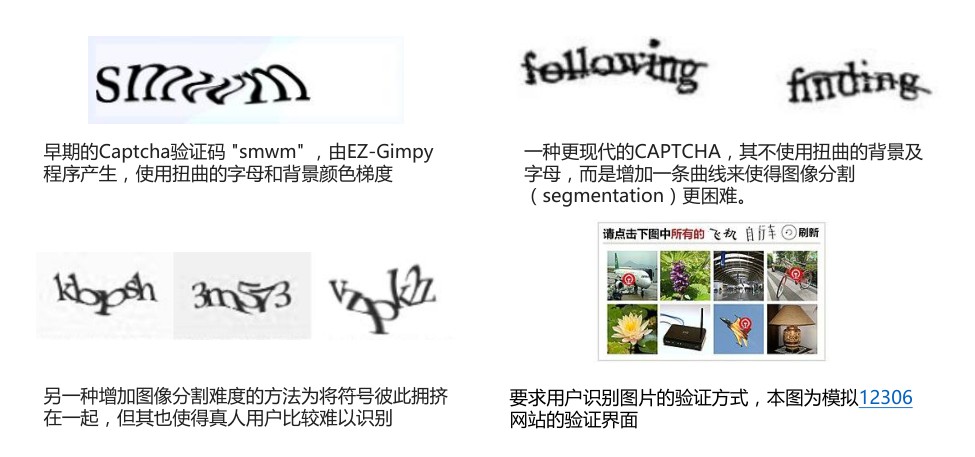 smwm
早期的Captcha验证码 "smwm" ，由EZ-Gimpy
程序产生，使用扭曲的字母和背景颜色梯度
following finding
一种更现代的CAPTCHA，其不使用扭曲的背景及
字母，而是增加一条曲线来使得图像分割
（segmentation）更困难。
kbpsh 3m573 vzpk2z
另一种增加图像分割难度的方法为将符号彼此拥挤
在一起，但其也使得真人用户比较难以识别
请点击下图中所有的 飞机 自行车 刷新
要求用户识别图片的验证方式，本图为模拟12306
网站的验证界面